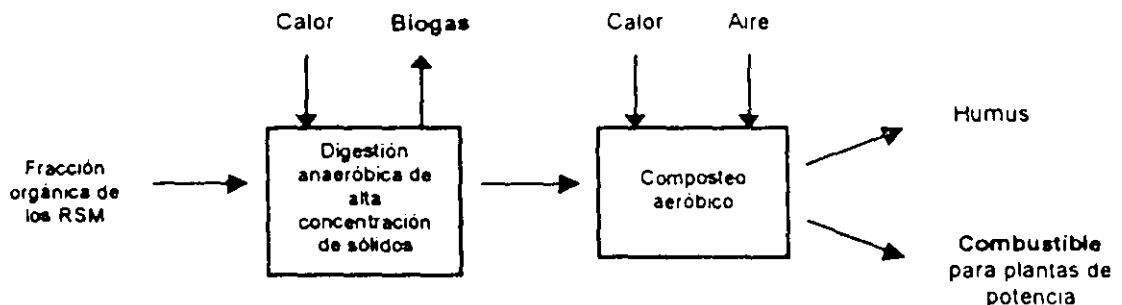 Calor
Biogas
Calor
Aire
Fracción
orgánica de
los RSM
Digestión
anaeróbica de
alta
concentración
de sólidos
Composteo
aeróbico
Humus
Combustible
para plantas de
potencia